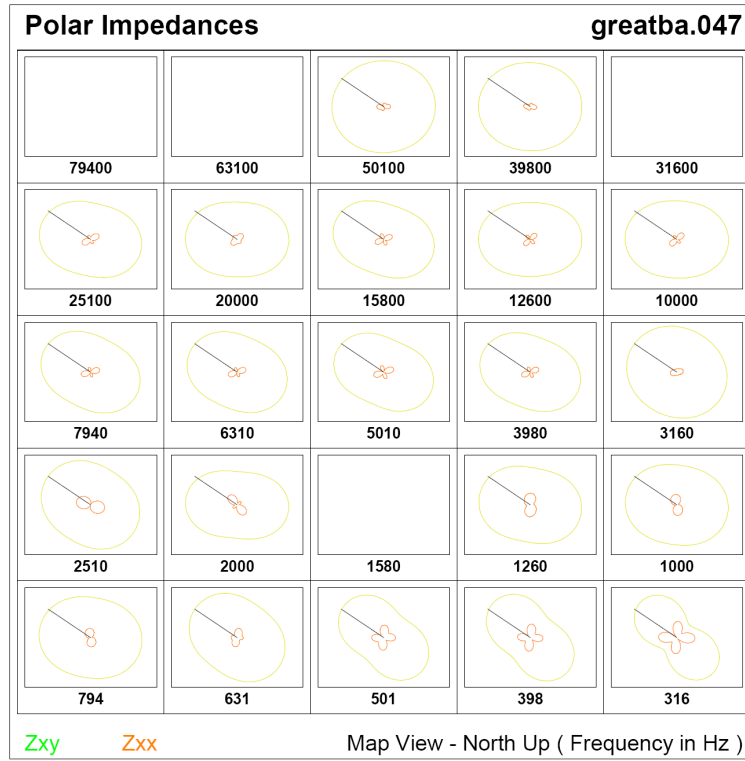 Polar Impedances greatba.047
79400 63100 50100 39800 31600
25100 20000 15800 12600 10000
7940 6310 5010 3980 3160
2510 2000 1580 1260 1000
794 631 501 398 316
Zxy Zxx Map View - North Up ( Frequency in Hz )